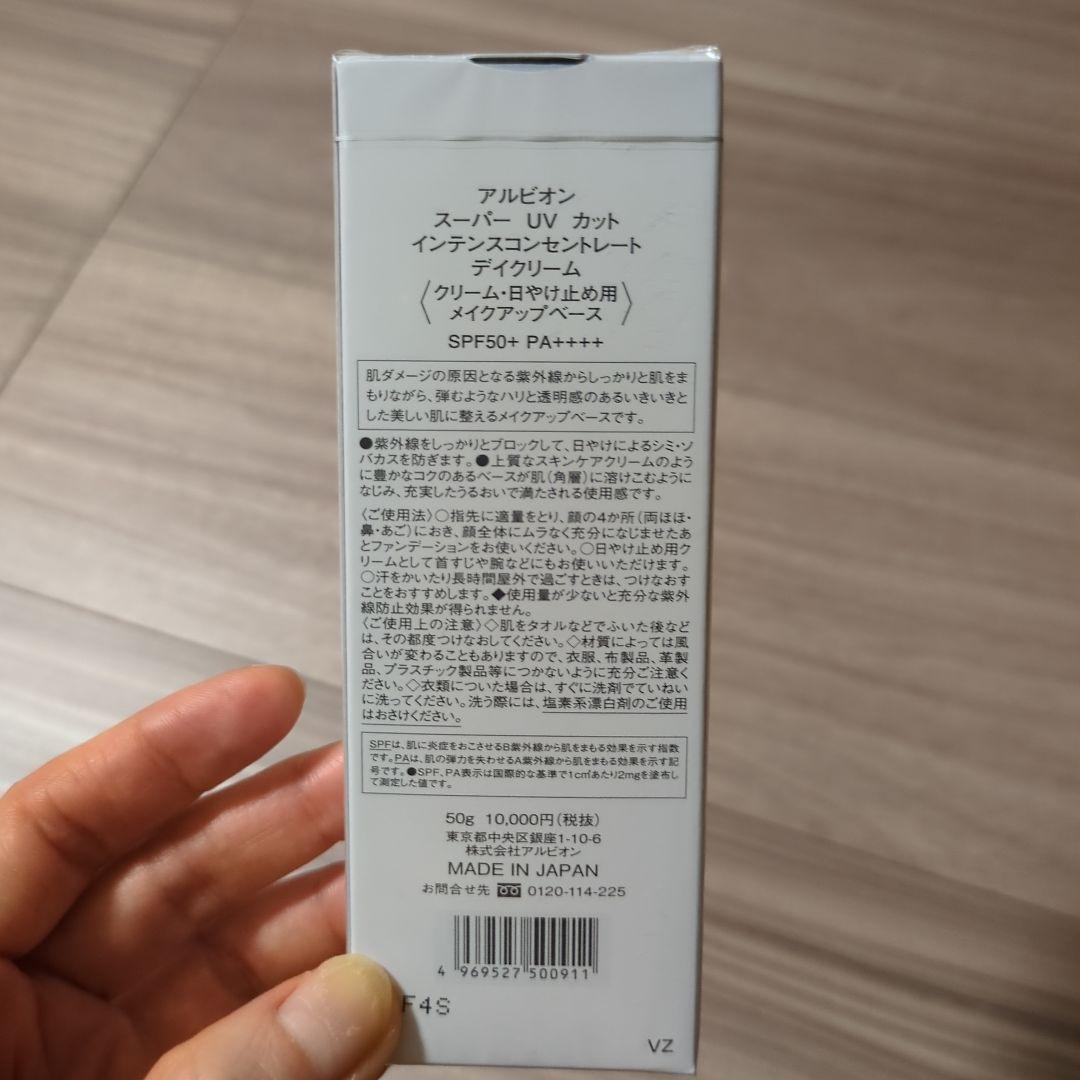 アルビオン
スーパー UV カット
インテンスコンセントレート
デイクリーム
〈クリーム・日やけ止め用
メイクアップベース〉
SPF50+ PA++++
肌ダメージの原因となる紫外線からしっかりと肌をま
もりながら、弾むようなハリと透明感のあるいきいきと
した美しい肌に整えるメイクアップベースです。
●紫外線をしっかりとブロックして、日やけによるシミ・ソ
バカスを防ぎます。●上質なスキンケアクリームのよう
に豊かなコクのあるベースが肌(角層)に溶けこむように
なじみ、充実したうるおいで満たされる使用感です。
〈ご使用法〉○指先に適量をとり、顔の4か所(両ほほ・
鼻・あご)におき、顔全体にムラなく充分になじませたあ
とファンデーションをお使いください。○日やけ止め用ク
リームとして首すじや腕などにもお使いいただけます。
○汗をかいたり長時間屋外で過ごすときは、つけなおす
ことをおすすめします。◆使用量が少ないと充分な紫外
線防止効果が得られません。
〈ご使用上の注意〉◇肌をタオルなどでふいた後など
は、その都度つけなおしてください。◇材質によっては風
合いが変わることもありますので、衣服、布製品、革製
品、プラスチック製品等につかないように充分ご注意く
ださい。◇衣類についた場合は、すぐに洗剤でていねい
に洗ってください。洗う際には、塩素系漂白剤のご使用
はおさけください。
SPFは、肌に炎症をおこさせるB紫外線から肌をまもる効果を示す指数
です。PAは、肌の弾力を失わせるA紫外線から肌をまもる効果を示す記
号です。●SPF、PA表示は国際的な基準で1c㎡あたり2mgを塗布し
て測定した値です。
50g 10,000円(税抜)
東京都中央区銀座1-10-6
株式会社アルビオン
MADE IN JAPAN
お問合せ先 0120-114-225
4 969527 500911
F4S
VZ